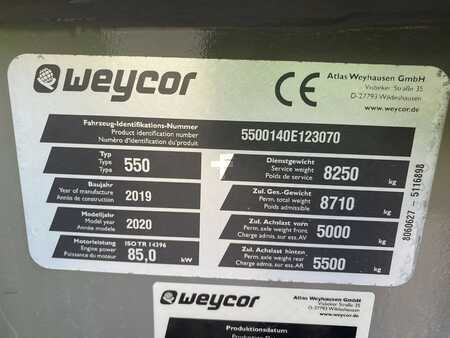 weycor
CE
Atlas Weyhausen GmbH
Visbeker Straße 35
D-27793 Wildeshausen
www.weycor.de
Fahrzeug-Identifikations-Nummer
Product identification number
Numéro d'identification du produit
5500140E123070
Typ
Type
Type
550
Baujahr
Year of manufacture
Année de construction
2019
Modelljahr
Model year
Année modèle
2020
Motorleistung
Engine power
Puissance du moteur
ISO TR 14396
85,0 kW
Dienstgewicht
Service weight
Poids de service
8250 kg
Zul. Ges.-Gewicht
Perm. total weight
Poids admissible
8710 kg
Zul. Achslast vorn
Perm. axle weight front
Charge admis. sur ess. AV
5000 kg
Zul. Achslast hinten
Perm. axle weight rear
Charge admis. sur ess. AR
5500 kg
8060627 - 5116898
weycor
Atlas Weyhausen GmbH
Visbeker Straße 35
D-27793 Wildeshausen
www.weycor.de
Produktionsdatum